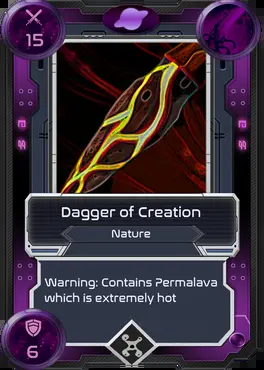 15
Dagger of Creation
Nature
Warning: Contains Permalava
which is extremely hot
6